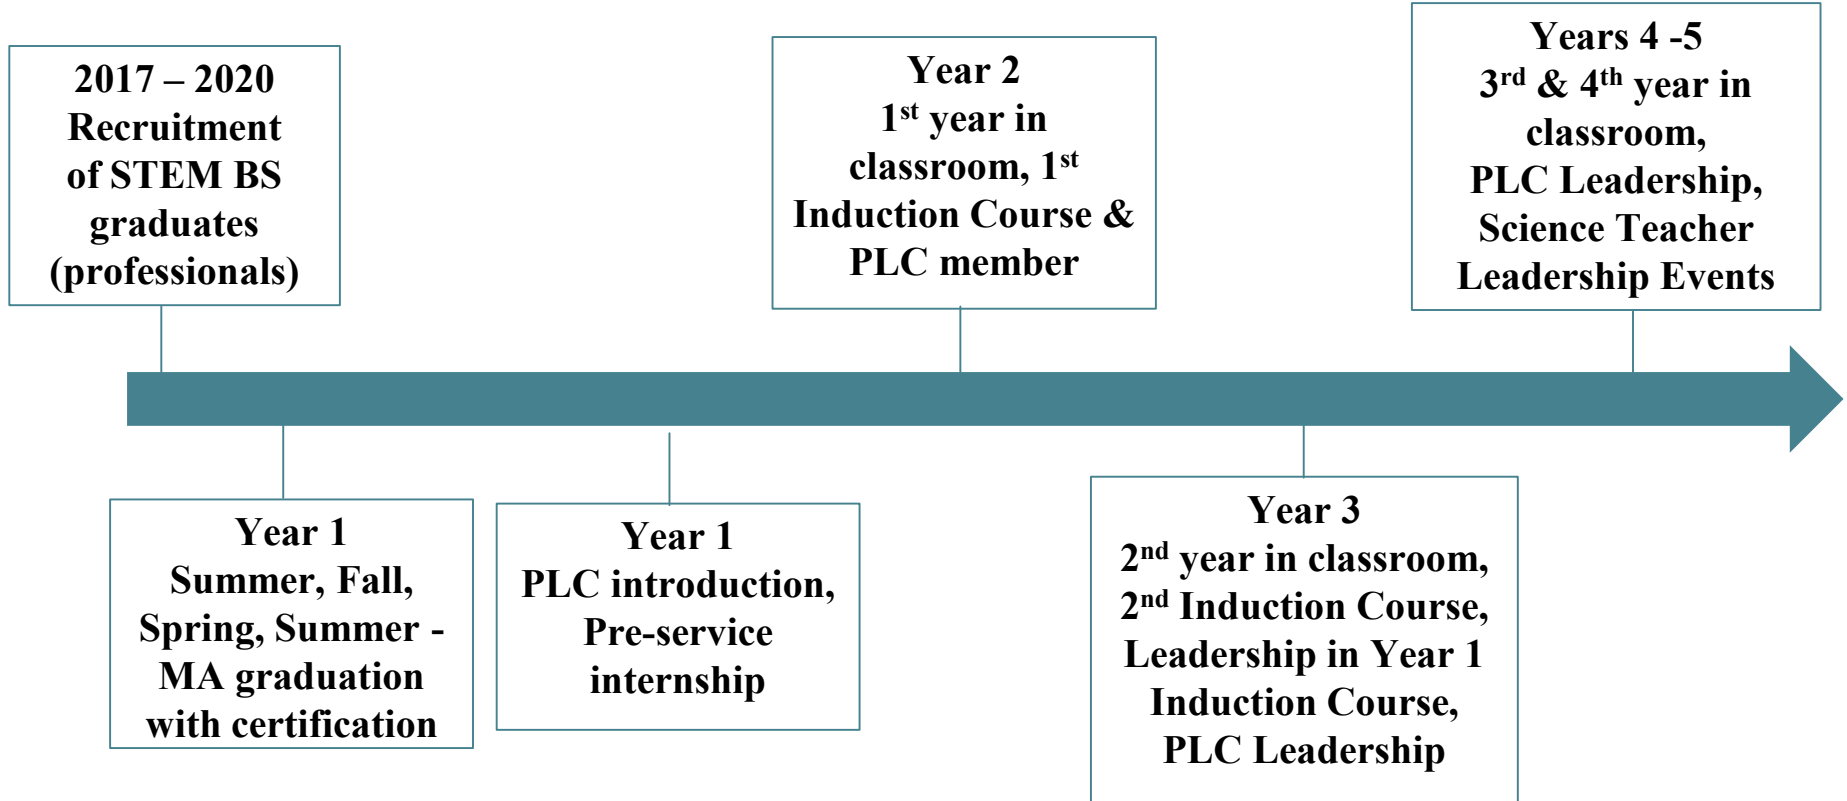 2017 – 2020
Recruitment
of STEM BS
graduates
(professionals)
Year 1
Summer, Fall,
Spring, Summer -
MA graduation
with certification
Year 1
PLC introduction,
Pre-service
internship
Year 2
1st year in
classroom, 1st
Induction Course &
PLC member
Year 3
2nd year in classroom,
2nd Induction Course,
Leadership in Year 1
Induction Course,
PLC Leadership
Years 4 -5
3rd & 4th year in
classroom,
PLC Leadership,
Science Teacher
Leadership Events